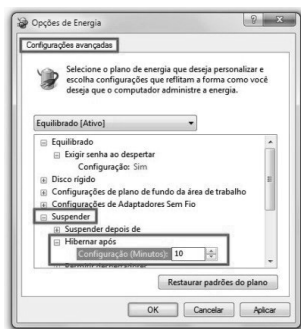 Opções de Energia
Configurações avançadas
Selecione o plano de energia que deseja personalizar e
escolha configurações que reflitam a forma como você
deseja que o computador administre a energia.
Equilibrado [Ativo]
Equilibrado
Exigir senha ao despertar
Configuração: Sim
Disco rígido
Configurações de plano de fundo da área de trabalho
Configurações de Adaptadores Sem Fio
Suspender
Suspender depois de
Hibernar após
Configuração (Minutos): 10
Restaurar padrões do plano
OK Cancelar Aplicar